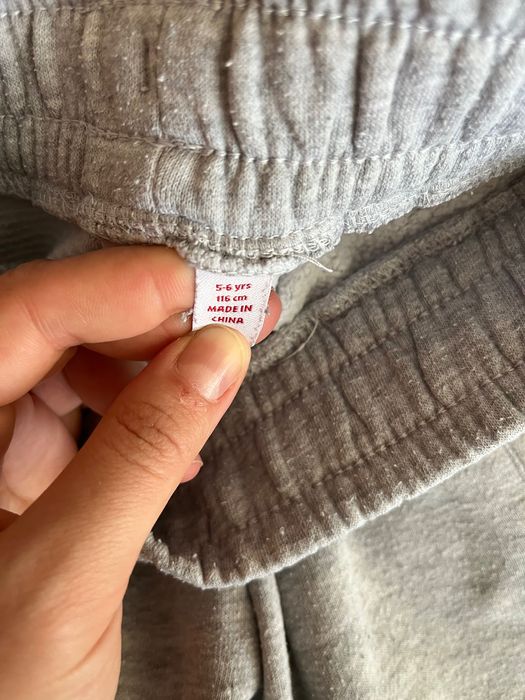 5-6 yrs
116 cm
MADE IN
CHINA